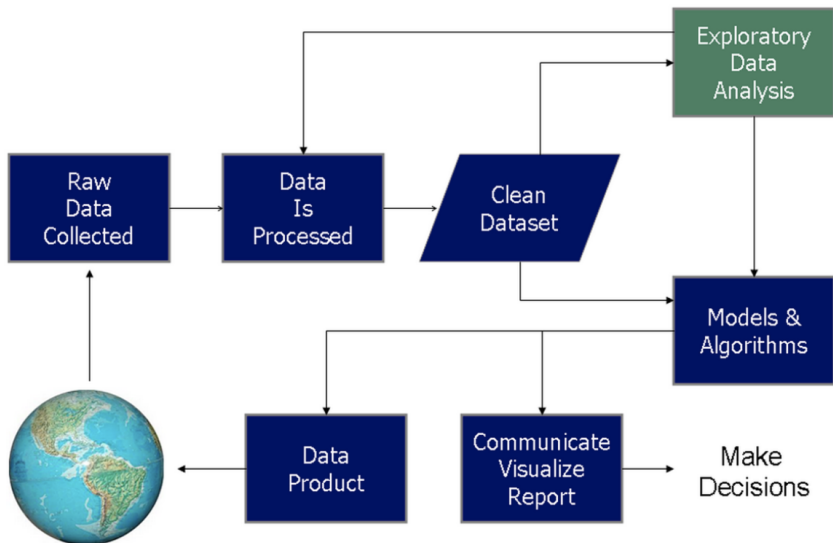 Exploratory
Data
Analysis
Raw
Data
Collected
Data
Is
Processed
Clean
Dataset
Models &
Algorithms
Data
Product
Communicate
Visualize
Report
Make
Decisions